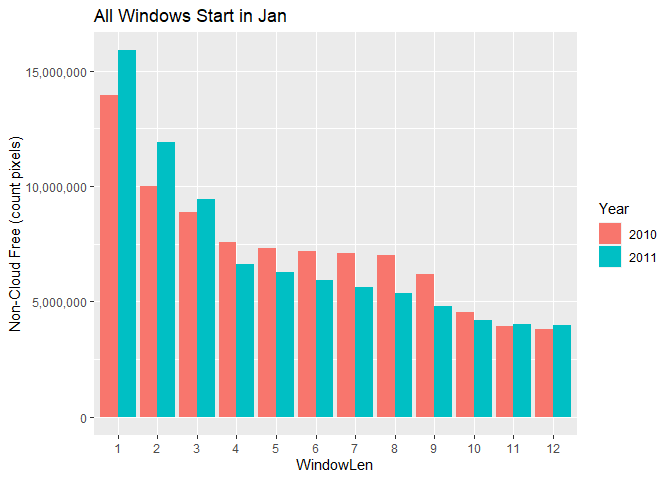 All Windows Start in Jan
Non-Cloud Free (count pixels)
15,000,000
10,000,000
5,000,000
0
1 2 3 4 5 6 7 8 9 10 11 12
WindowLen
Year
2010
2011